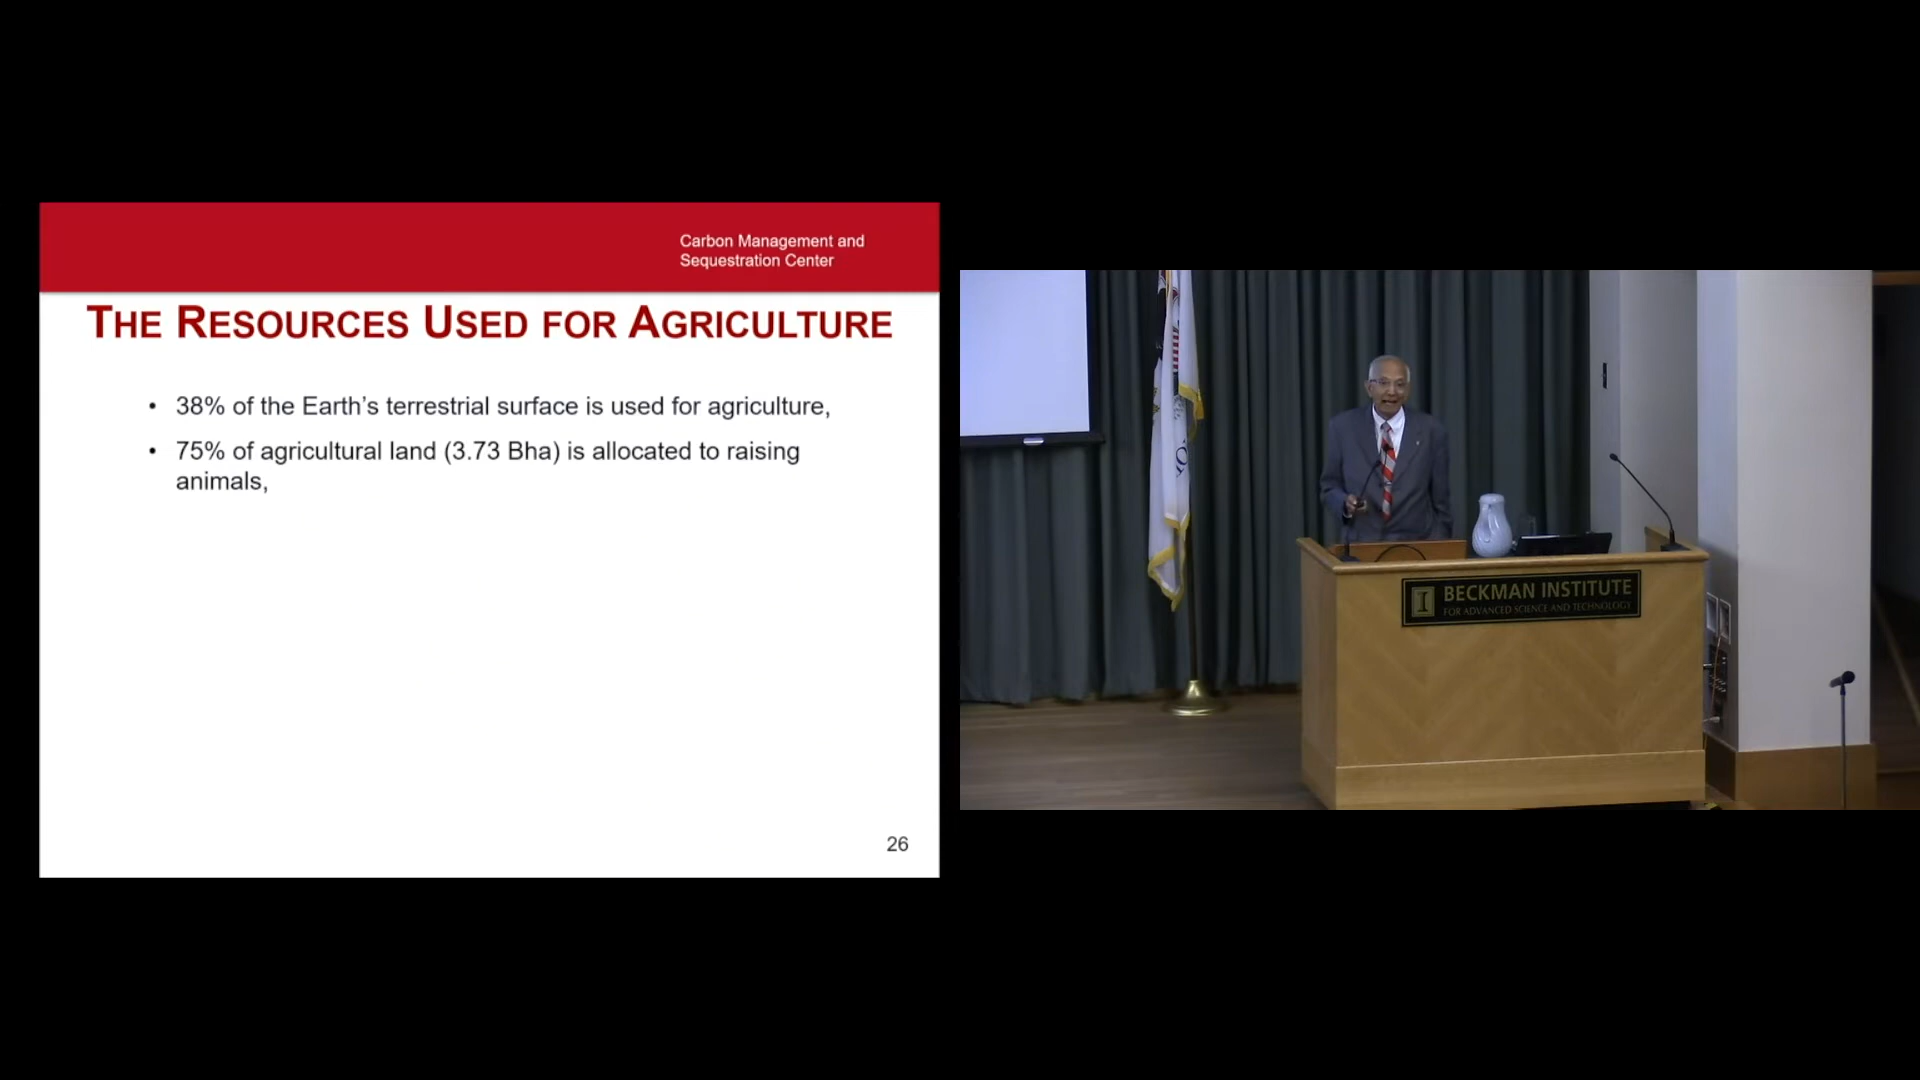 Carbon Management and
Sequestration Center
THE RESOURCES USED FOR AGRICULTURE
• 38% of the Earth’s terrestrial surface is used for agriculture,
• 75% of agricultural land (3.73 Bha) is allocated to raising
animals,
26
I BECKMAN INSTITUTE
FOR ADVANCED SCIENCE AND TECHNOLOGY